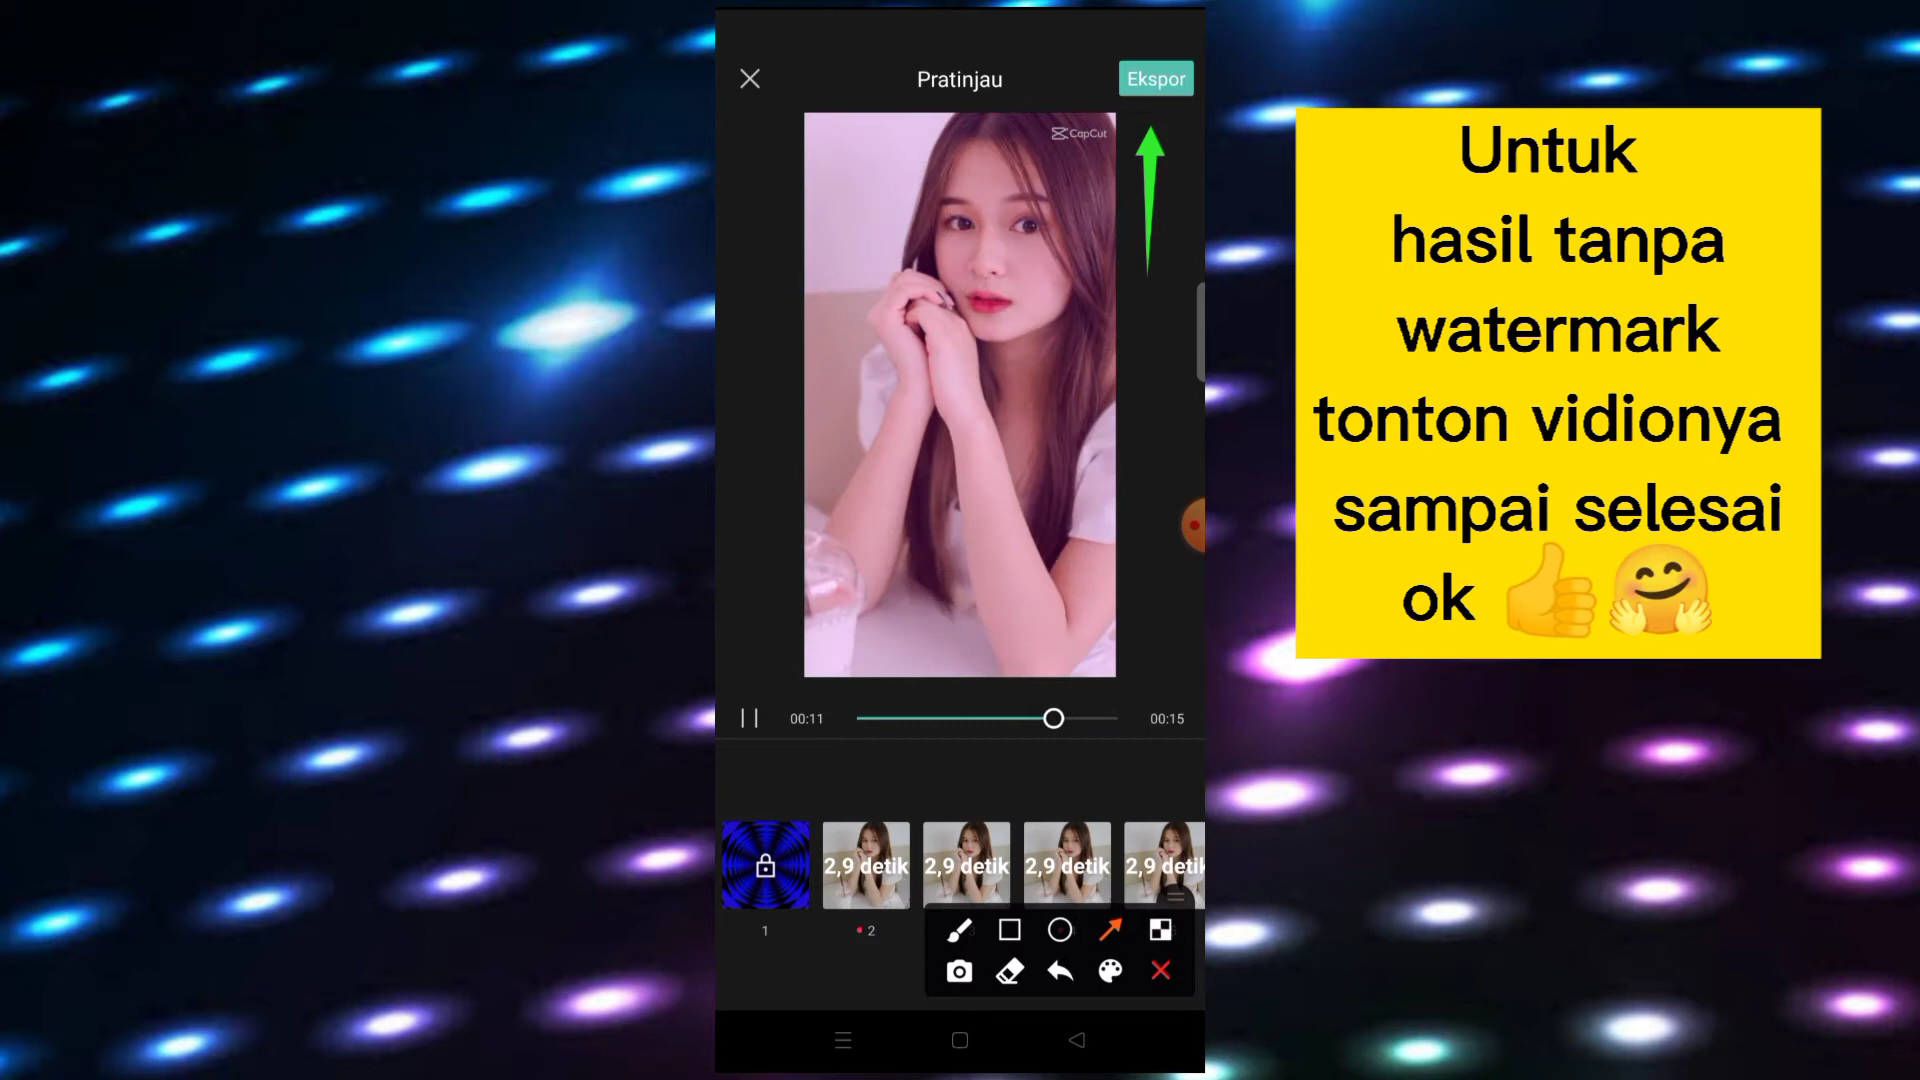 Pratinjau
Ekspor
CapCut
00:11
00:15
2,9 detik
2,9 detik
2,9 detik
2,9 detik
1
2
Untuk
hasil tanpa
watermark
tonton vidionya
sampai selesai
ok 👍🤗